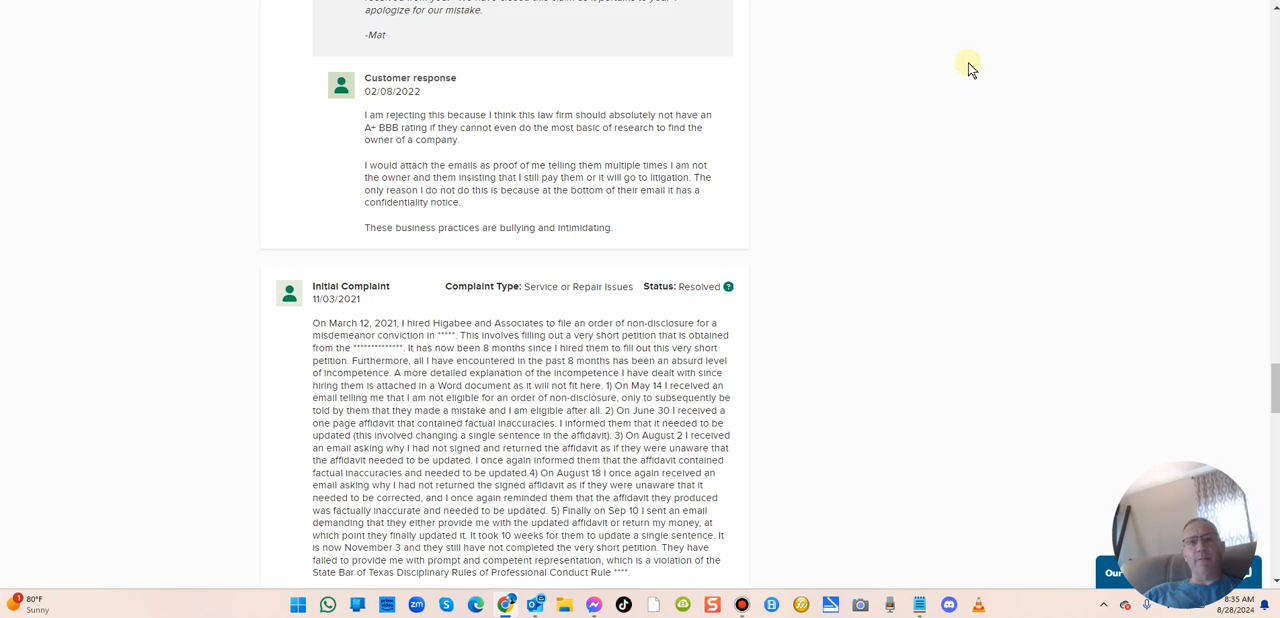 apologize for our mistake.
-Mat
Customer response
02/08/2022
I am rejecting this because I think this law firm should absolutely not have an
A+ BBB rating if they cannot even do the most basic of research to find the
owner of a company.
I would attach the emails as proof of me telling them multiple times I am not
the owner and them insisting that I still pay them or it will go to litigation. The
only reason I do not do this is because at the bottom of their email it has a
confidentiality notice.
These business practices are bullying and intimidating.
Initial Complaint
11/03/2021
Complaint Type: Service or Repair Issues Status: Resolved ?
On March 12, 2021, I hired Higabee and Associates to file an order of non-disclosure for a
misdemeanor conviction in *****. This involves filling out a very short petition that is obtained
from the **************. It has now been 8 months since I hired them to fill out this very short
petition. Furthermore, all I have encountered in the past 8 months has been an absurd level
of incompetence. A more detailed explanation of the incompetence I have dealt with since
hiring them is attached in a Word document as it will not fit here. 1) On May 14 I received an
email telling me that I am not eligible for an order of non-disclosure, only to subsequently be
told by them that they made a mistake and I am eligible after all. 2) On June 30 I received a
one page affidavit that contained factual inaccuracies. I informed them that it needed to be
updated (this involved changing a single sentence in the affidavit). 3) On August 2 I received
an email asking why I had not signed and returned the affidavit as if they were unaware that
the affidavit needed to be updated. I once again informed them that the affidavit contained
factual inaccuracies and needed to be updated.4) On August 18 I once again received an
email asking why I had not returned the signed affidavit as if they were unaware that it
needed to be corrected, and I once again reminded them that the affidavit they produced
was factually inaccurate and needed to be updated. 5) Finally on Sep 10 I sent an email
demanding that they either provide me with the updated affidavit or return my money, at
which point they finally updated it. It took 10 weeks for them to update a single sentence. It
is now November 3 and they still have not completed the very short petition. They have
failed to provide me with prompt and competent representation, which is a violation of the
State Bar of Texas Disciplinary Rules of Professional Conduct Rule ****.
Our
80°F
Sunny
8:35 AM
8/28/2024